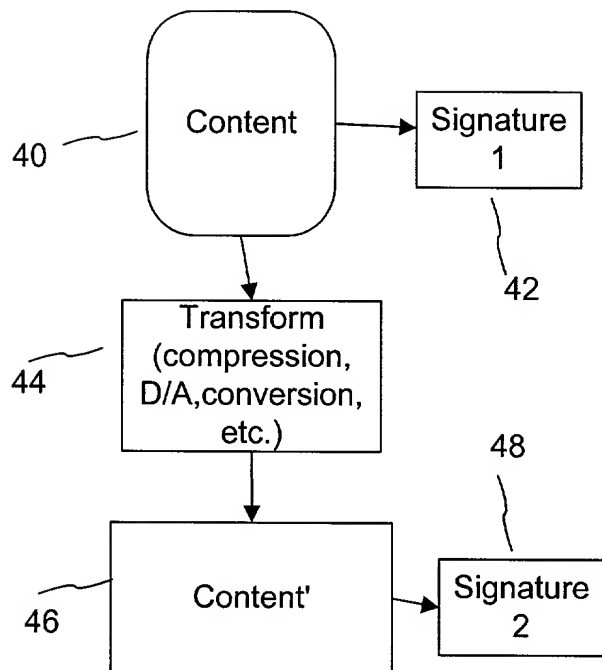 Content
Signature
1
40
42
Transform
(compression,
D/A,conversion,
etc.)
44
48
Content'
Signature
2
46